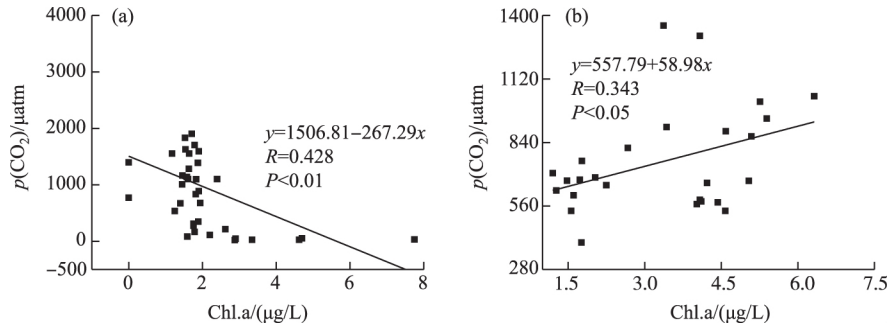 (a)
4000
3000
2000
1000
0
−500
p(CO₂)/μatm
y=1506.81−267.29x
R=0.428
P<0.01
0 2 4 6 8
Chl.a/(μg/L)
(b)
1400
1120
840
560
280
p(CO₂)/μatm
y=557.79+58.98x
R=0.343
P<0.05
1.5 3.0 4.5 6.0 7.5
Chl.a/(μg/L)